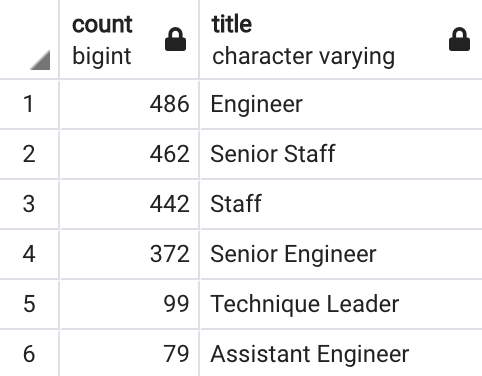 count title
bigint character varying
1 486 Engineer
2 462 Senior Staff
3 442 Staff
4 372 Senior Engineer
5 99 Technique Leader
6 79 Assistant Engineer